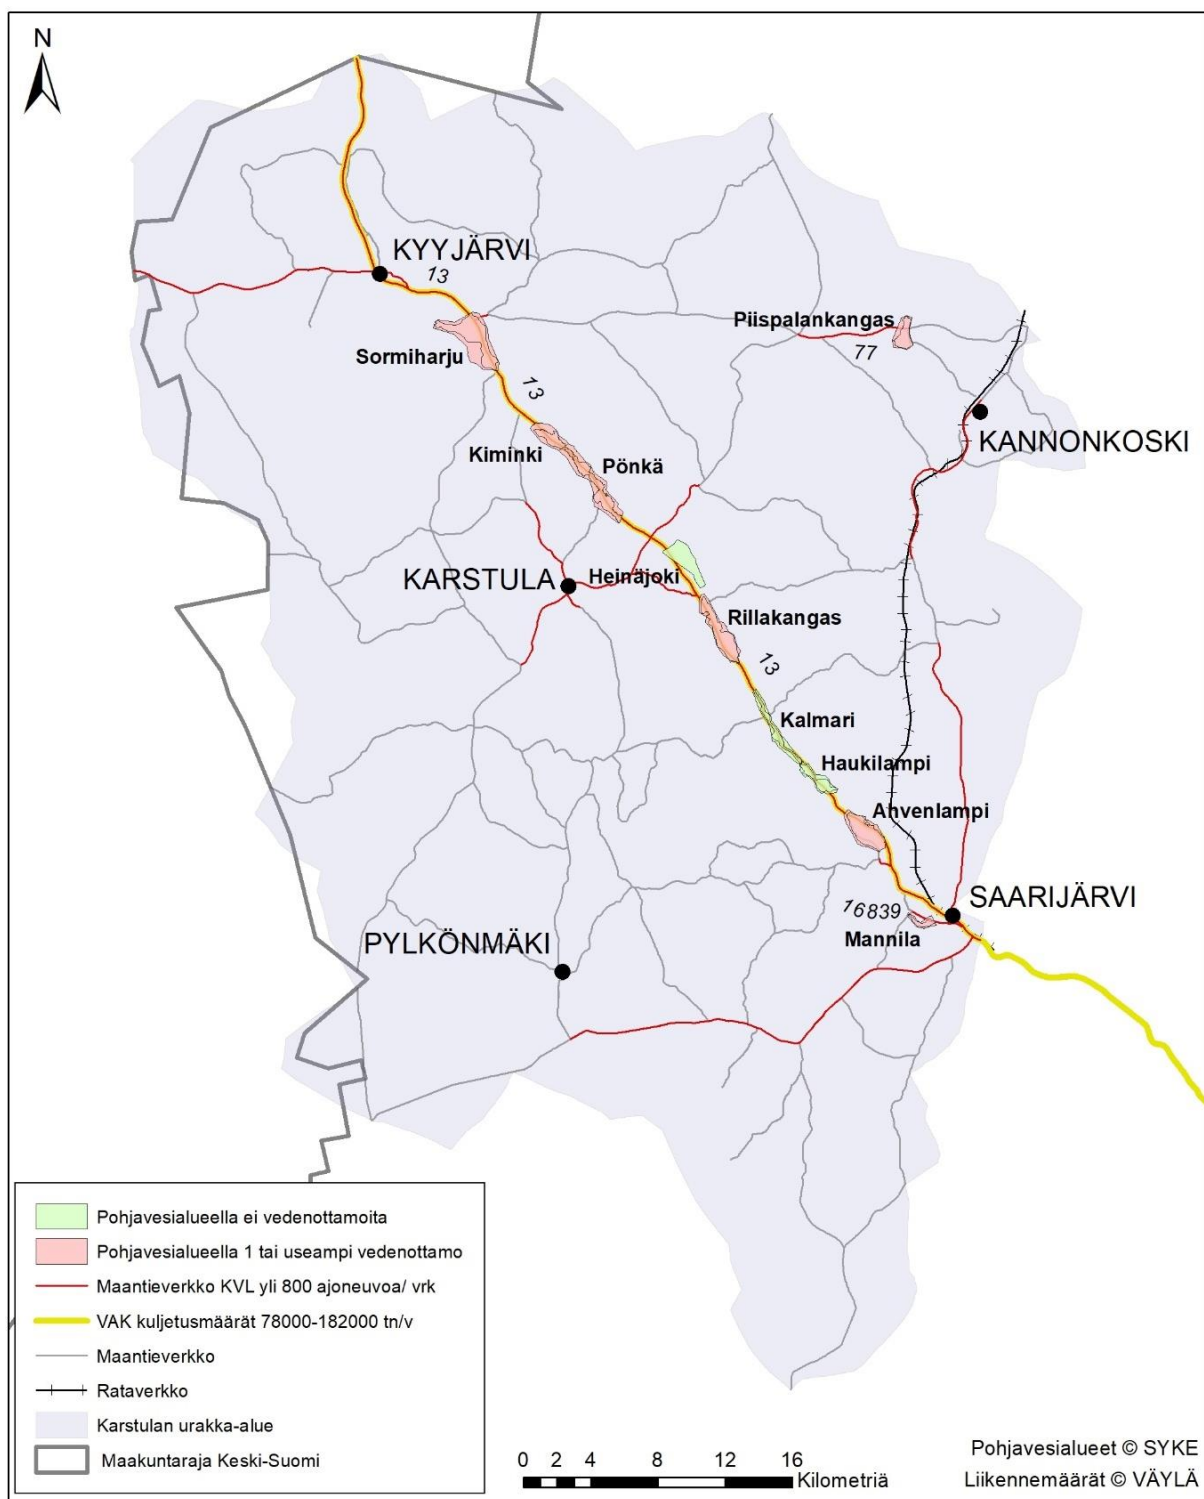 N
KYYJÄRVI
13
Piispalankangas
77
Sormiharju
13
KANNONKOSKI
Kiminki
Pönkä
KARSTULA
Heinäjoki
Rillakangas
13
Kalmari
Haukilampi
Ahvenlampi
SAARIJÄRVI
16839
Mannila
PYLKÖNMÄKI
Pohjavesialueella ei vedenottamoita
Pohjavesialueella 1 tai useampi vedenottamo
Maantieverkko KVL yli 800 ajoneuvoa/ vrk
VAK kuljetusmäärät 78000-182000 tn/v
Maantieverkko
Rataverkko
Karstulan urakka-alue
Maakuntaraja Keski-Suomi
0 2 4 8 12 16
Kilometriä
Pohjavesialueet © SYKE
Liikennemäärät © VÄYLÄ